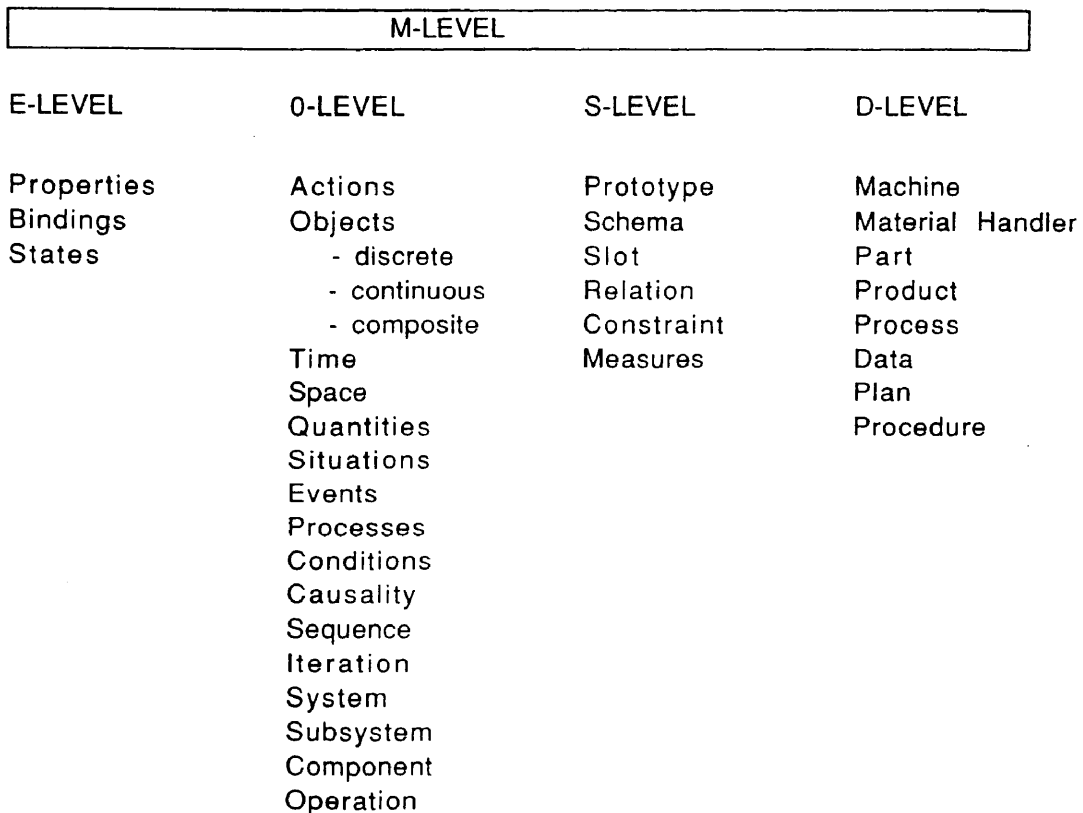 M-LEVEL
E-LEVEL
Properties
Bindings
States
0-LEVEL
Actions
Objects
- discrete
- continuous
- composite
Time
Space
Quantities
Situations
Events
Processes
Conditions
Causality
Sequence
Iteration
System
Subsystem
Component
Operation
S-LEVEL
Prototype
Schema
Slot
Relation
Constraint
Measures
D-LEVEL
Machine
Material Handler
Part
Product
Process
Data
Plan
Procedure